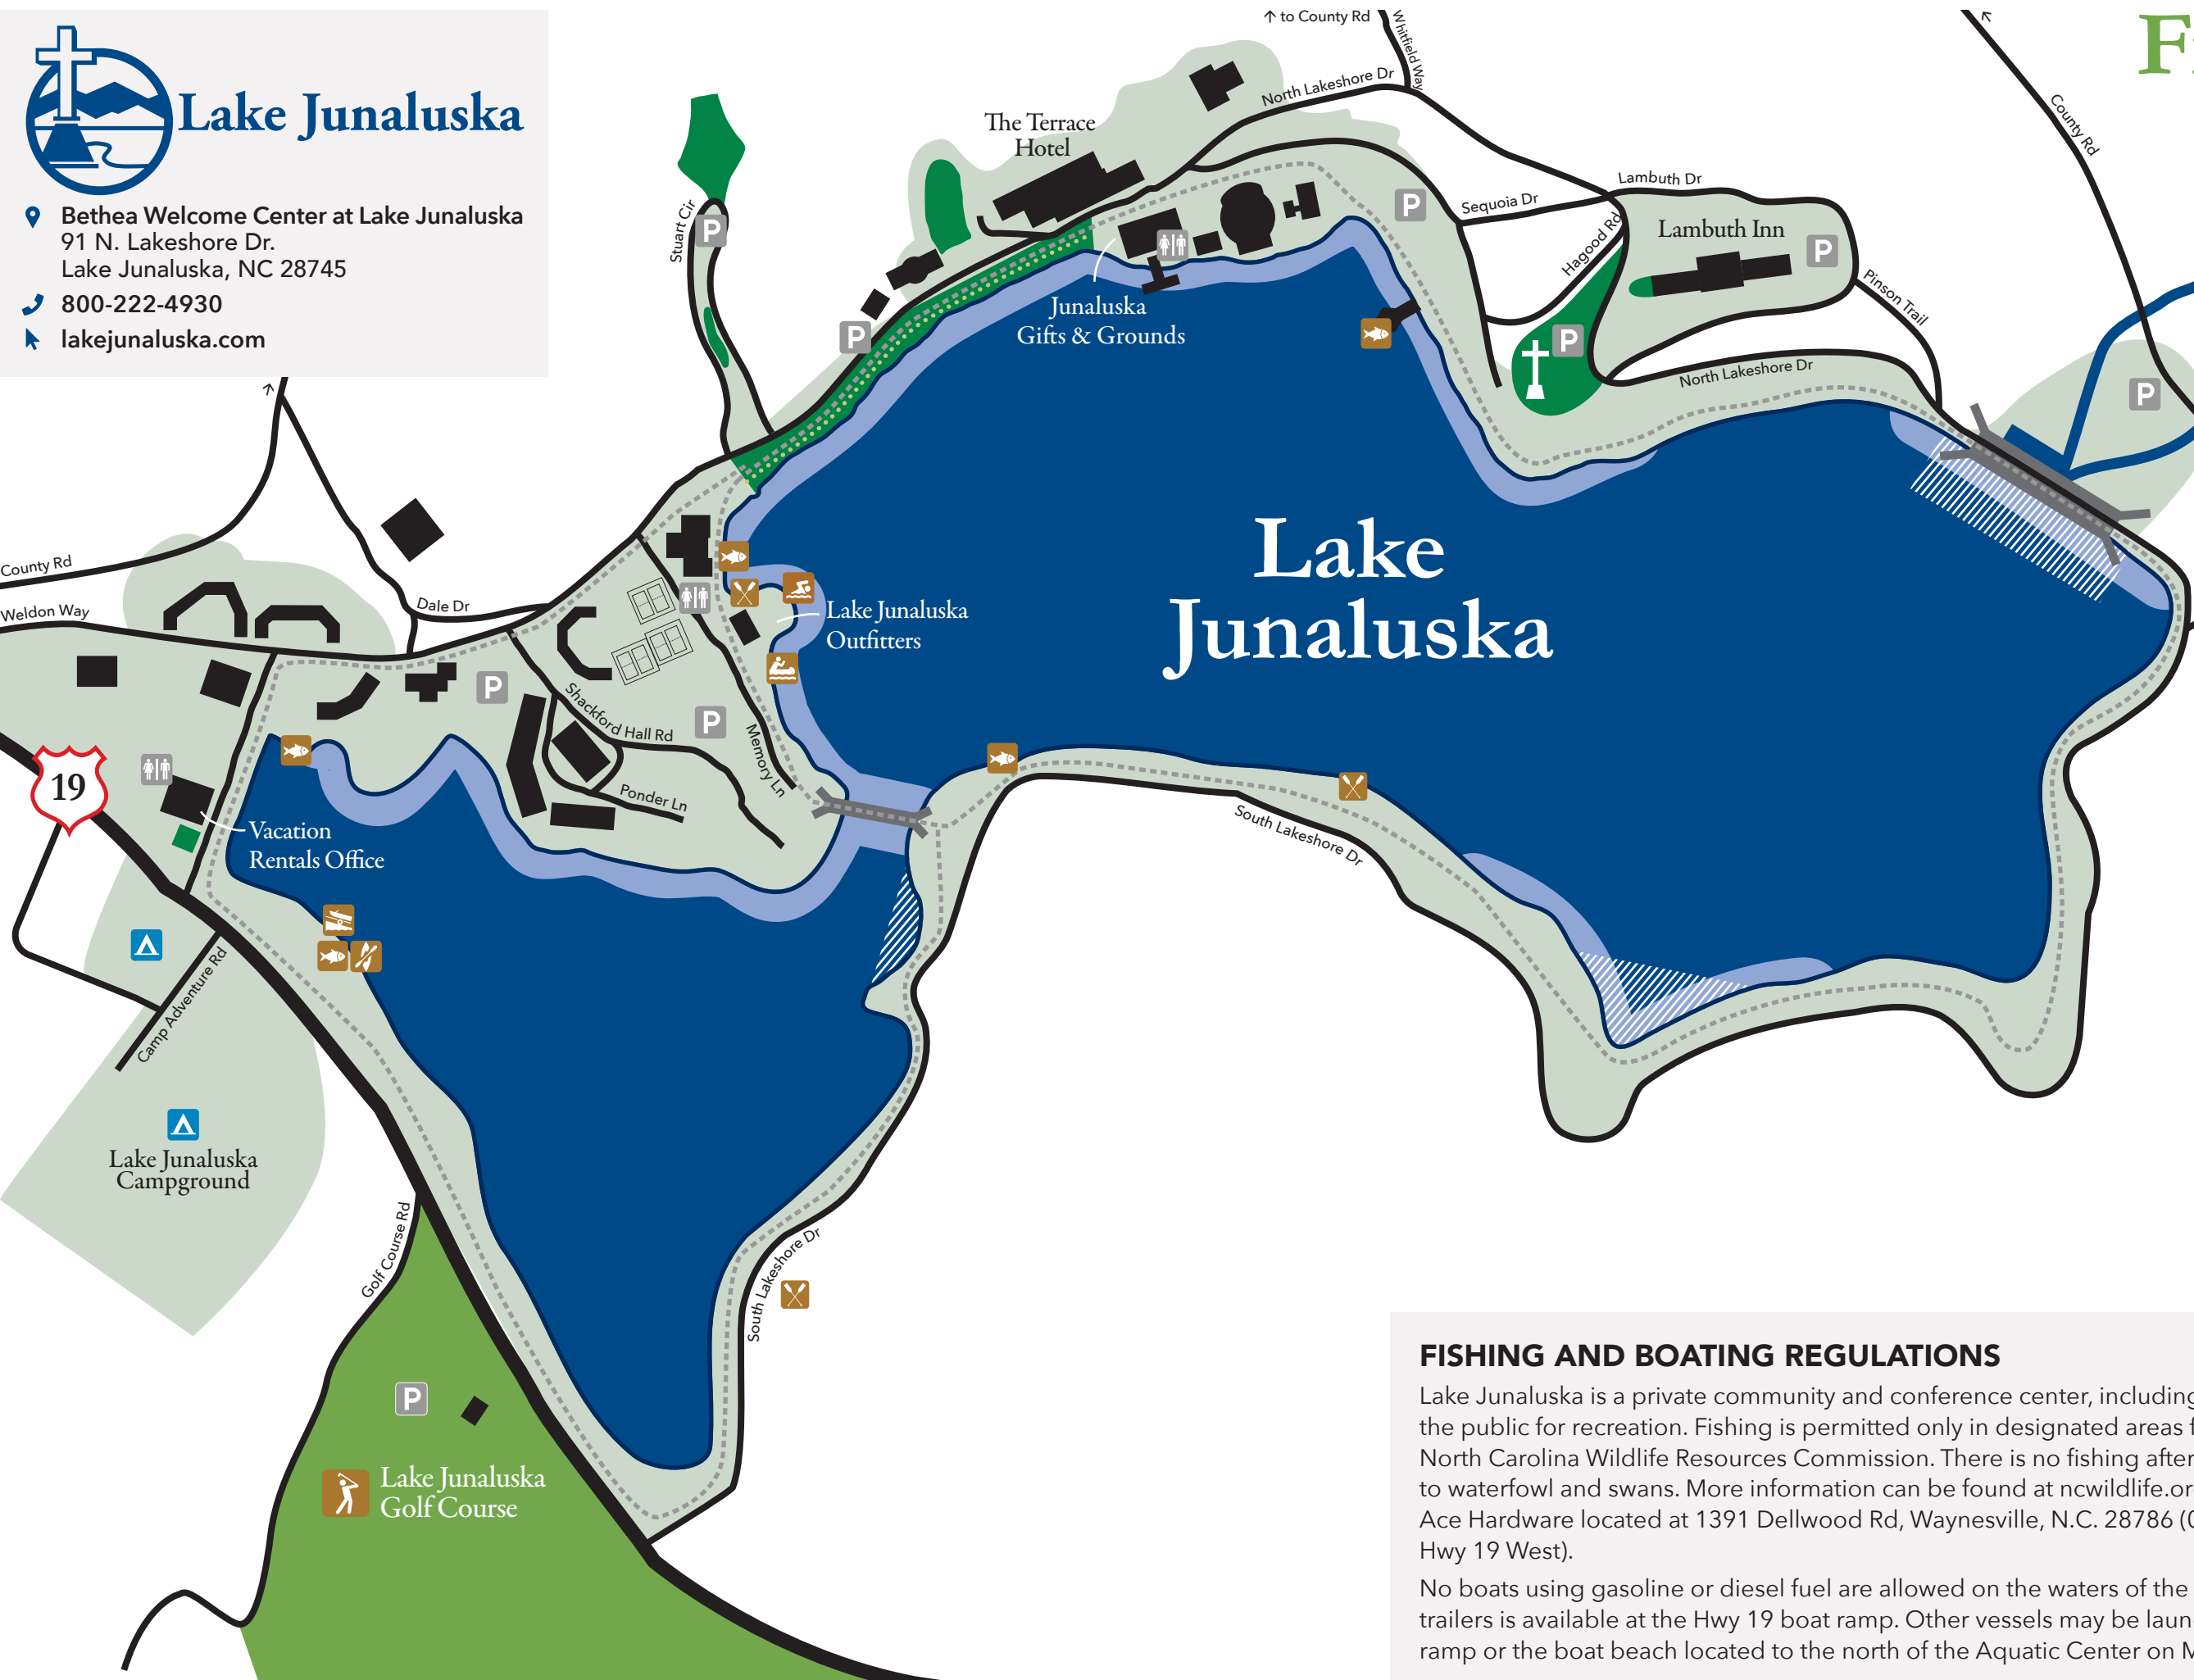 Lake Junaluska
Bethea Welcome Center at Lake Junaluska
91 N. Lakeshore Dr.
Lake Junaluska, NC 28745
800-222-4930
lakejunaluska.com
to County Rd
Whitfield Way
North Lakeshore Dr
County Rd
The Terrace
Hotel
Stuart Cir
P
P
P
Sequoia Dr
Lambuth Dr
Hagood Rd
Lambuth Inn
P
Pinson Trail
P
North Lakeshore Dr
P
Junaluska
Gifts & Grounds
Lake
Junaluska
County Rd
Weldon Way
Dale Dr
Lake Junaluska
Outfitters
P
P
Shackford Hall Rd
Memory Ln
Ponder Ln
19
Vacation
Rentals Office
South Lakeshore Dr
Camp Adventure Rd
Lake Junaluska
Campground
Golf Course Rd
South Lakeshore Dr
P
Lake Junaluska
Golf Course
FISHING AND BOATING REGULATIONS
Lake Junaluska is a private community and conference center, including
the public for recreation. Fishing is permitted only in designated areas
North Carolina Wildlife Resources Commission. There is no fishing after
to waterfowl and swans. More information can be found at ncwildlife.or
Ace Hardware located at 1391 Dellwood Rd, Waynesville, N.C. 28786
Hwy 19 West).
No boats using gasoline or diesel fuel are allowed on the waters of the
trailers is available at the Hwy 19 boat ramp. Other vessels may be laun
ramp or the boat beach located to the north of the Aquatic Center on